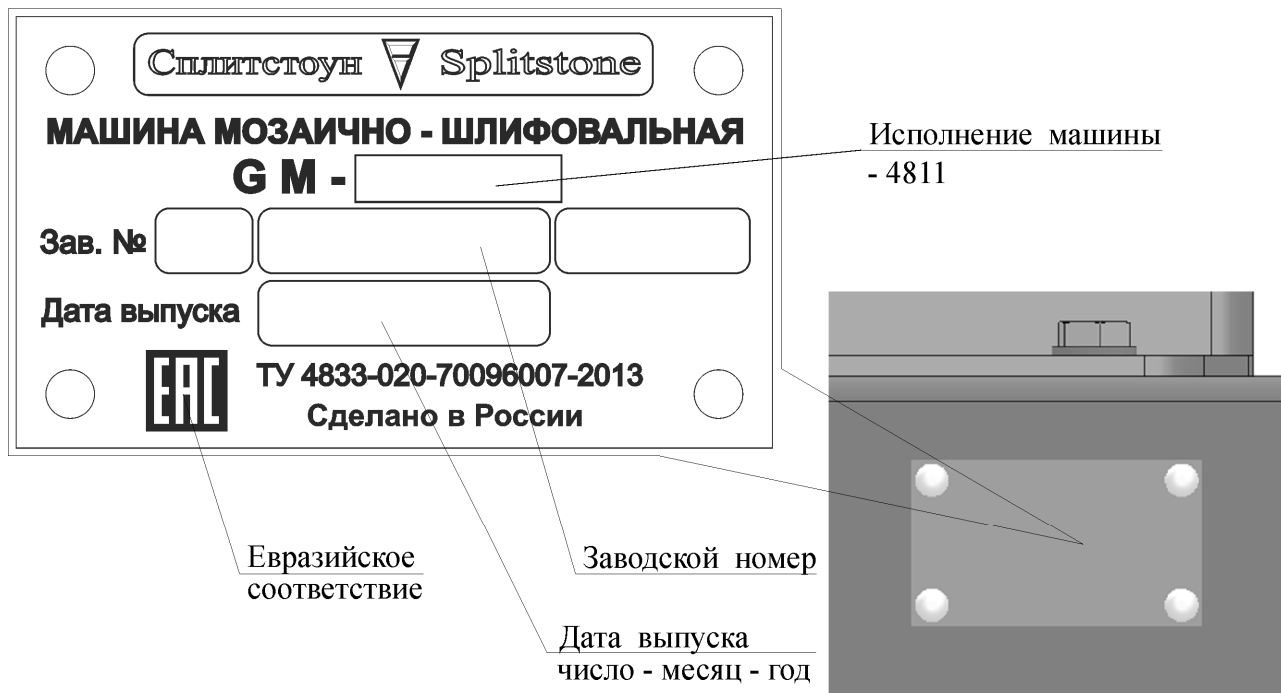 Сплитстоун Splitstone
МАШИНА МОЗАИЧНО - ШЛИФОВАЛЬНАЯ
G M -
Зав. №
Дата выпуска
EAC
ТУ 4833-020-70096007-2013
Сделано в России
Исполнение машины
- 4811
Евразийское
соответствие
Заводской номер
Дата выпуска
число - месяц - год